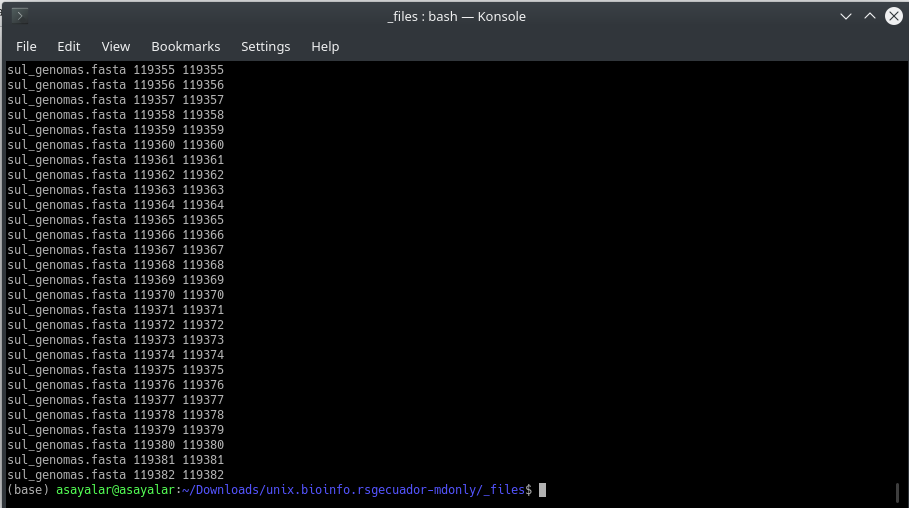 _files : bash — Konsole
File Edit View Bookmarks Settings Help
sul_genomas.fasta 119355 119355
sul_genomas.fasta 119356 119356
sul_genomas.fasta 119357 119357
sul_genomas.fasta 119358 119358
sul_genomas.fasta 119359 119359
sul_genomas.fasta 119360 119360
sul_genomas.fasta 119361 119361
sul_genomas.fasta 119362 119362
sul_genomas.fasta 119363 119363
sul_genomas.fasta 119364 119364
sul_genomas.fasta 119365 119365
sul_genomas.fasta 119366 119366
sul_genomas.fasta 119367 119367
sul_genomas.fasta 119368 119368
sul_genomas.fasta 119369 119369
sul_genomas.fasta 119370 119370
sul_genomas.fasta 119371 119371
sul_genomas.fasta 119372 119372
sul_genomas.fasta 119373 119373
sul_genomas.fasta 119374 119374
sul_genomas.fasta 119375 119375
sul_genomas.fasta 119376 119376
sul_genomas.fasta 119377 119377
sul_genomas.fasta 119378 119378
sul_genomas.fasta 119379 119379
sul_genomas.fasta 119380 119380
sul_genomas.fasta 119381 119381
sul_genomas.fasta 119382 119382
(base) asayalar@asayalar:~/Downloads/unix.bioinfo.rsgecuador-mdonly/_files$